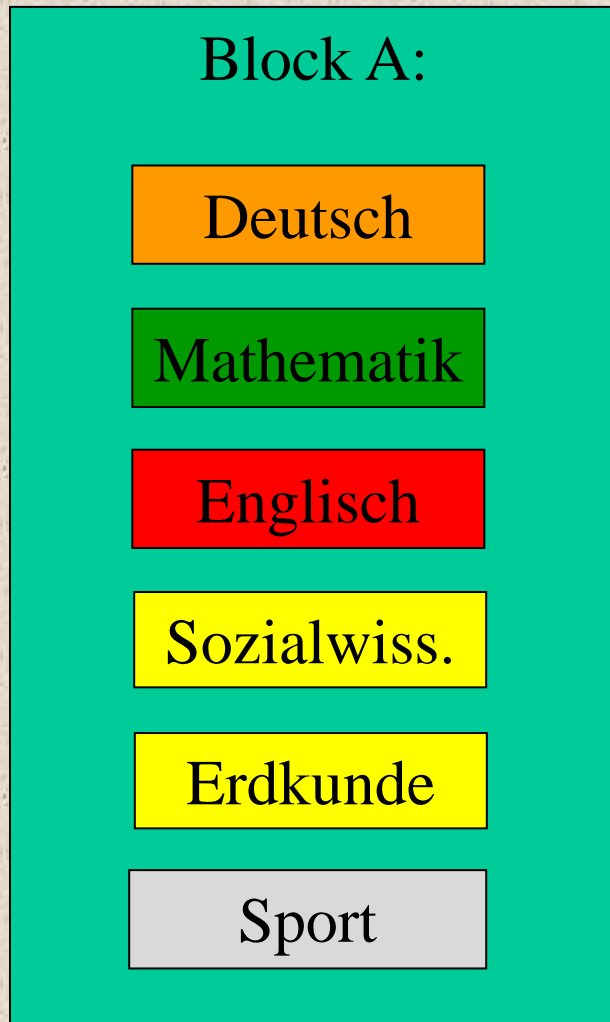 Block A:
Deutsch
Mathematik
Englisch
Sozialwiss.
Erdkunde
Sport